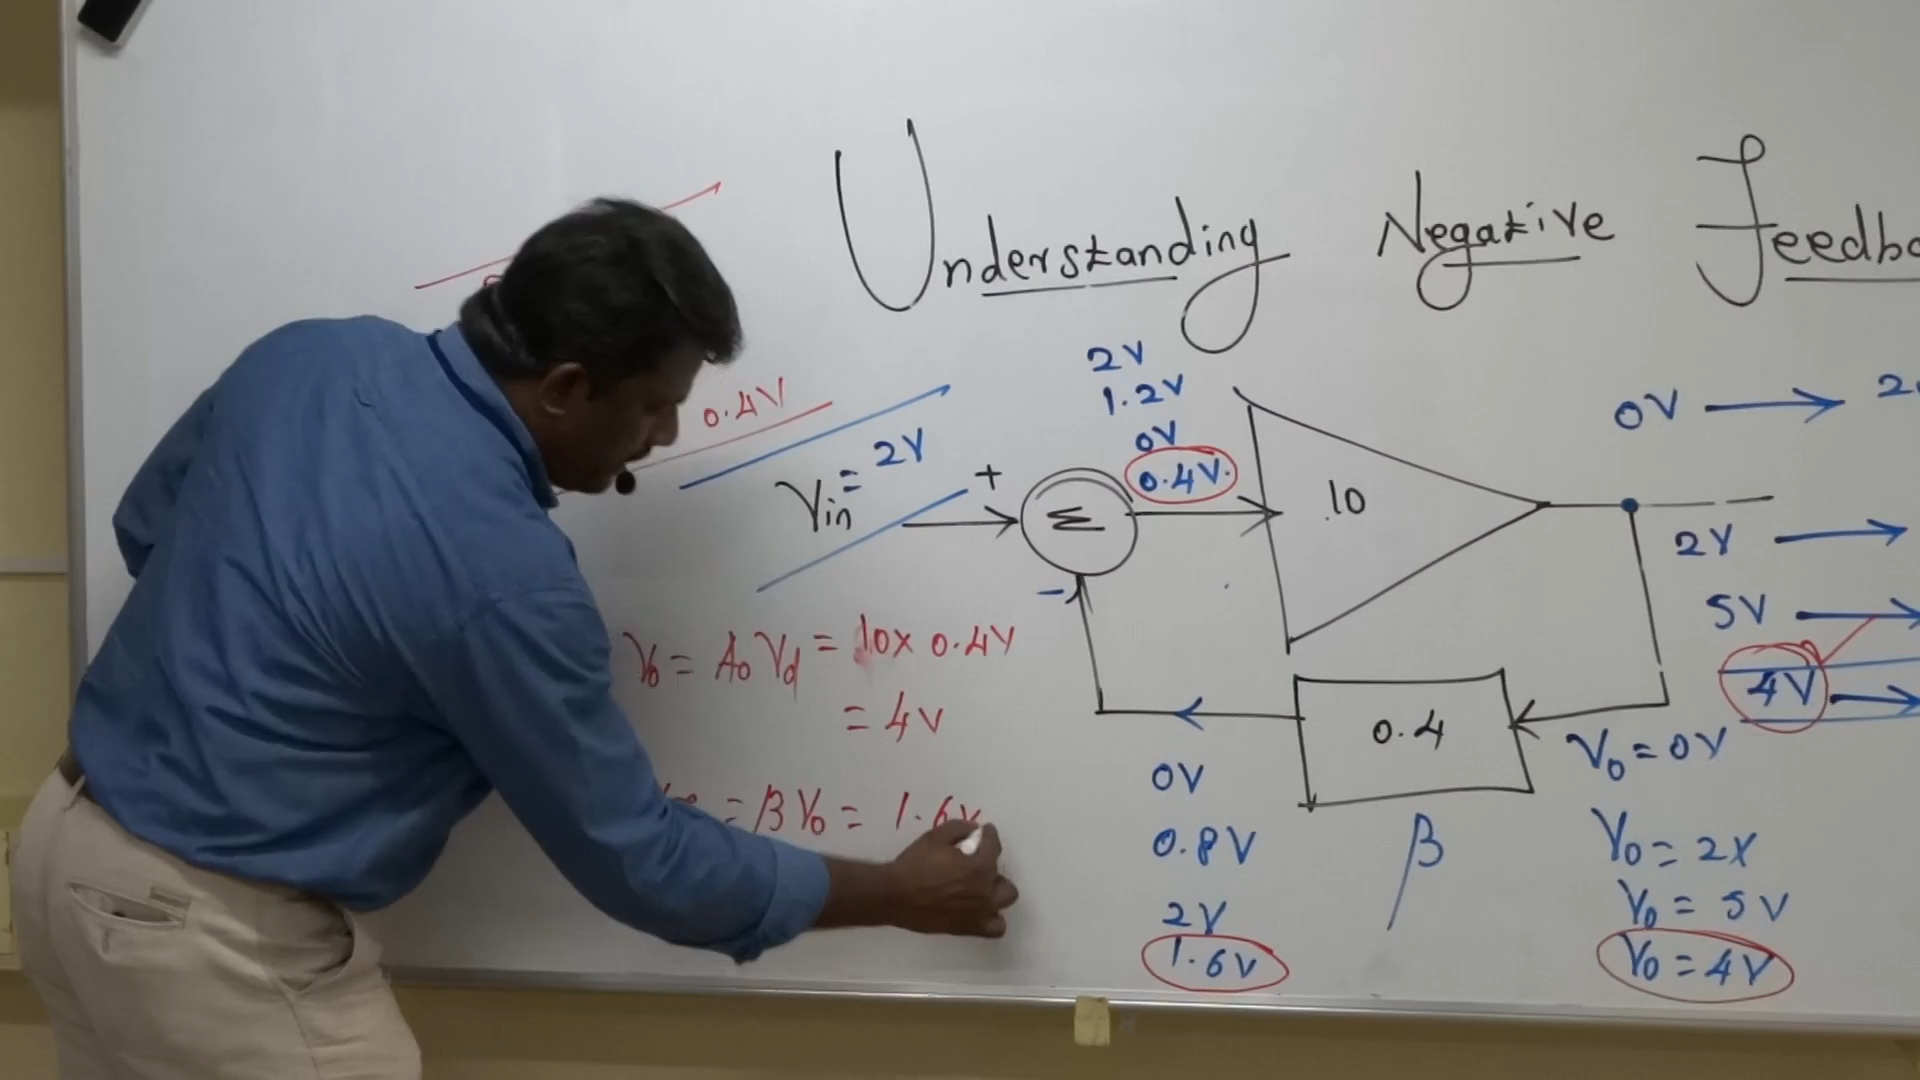 Understanding Negative Feedba
2V
1.2V
0V
0.4V.
0.4V
Vin = 2V
+
Σ
-
10
0V → 2
2V →
5V →
4V →
Vo = AoVd = 10x 0.4V
= 4V
= βVo = 1.6V
0.4
β
0V
0.8V
2V
1.6V
Vo = 0V
Vo = 2V
Vo = 5V
Vo = 4V